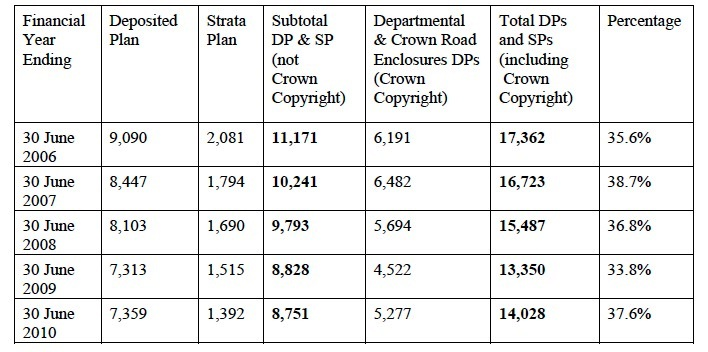 Financial Year Ending | Deposited Plan | Strata Plan | Subtotal DP & SP (not Crown Copyright) | Departmental & Crown Road Enclosures DPs (Crown Copyright) | Total DPs and SPs (including Crown Copyright) | Percentage
30 June 2006 | 9,090 | 2,081 | 11,171 | 6,191 | 17,362 | 35.6%
30 June 2007 | 8,447 | 1,794 | 10,241 | 6,482 | 16,723 | 38.7%
30 June 2008 | 8,103 | 1,690 | 9,793 | 5,694 | 15,487 | 36.8%
30 June 2009 | 7,313 | 1,515 | 8,828 | 4,522 | 13,350 | 33.8%
30 June 2010 | 7,359 | 1,392 | 8,751 | 5,277 | 14,028 | 37.6%